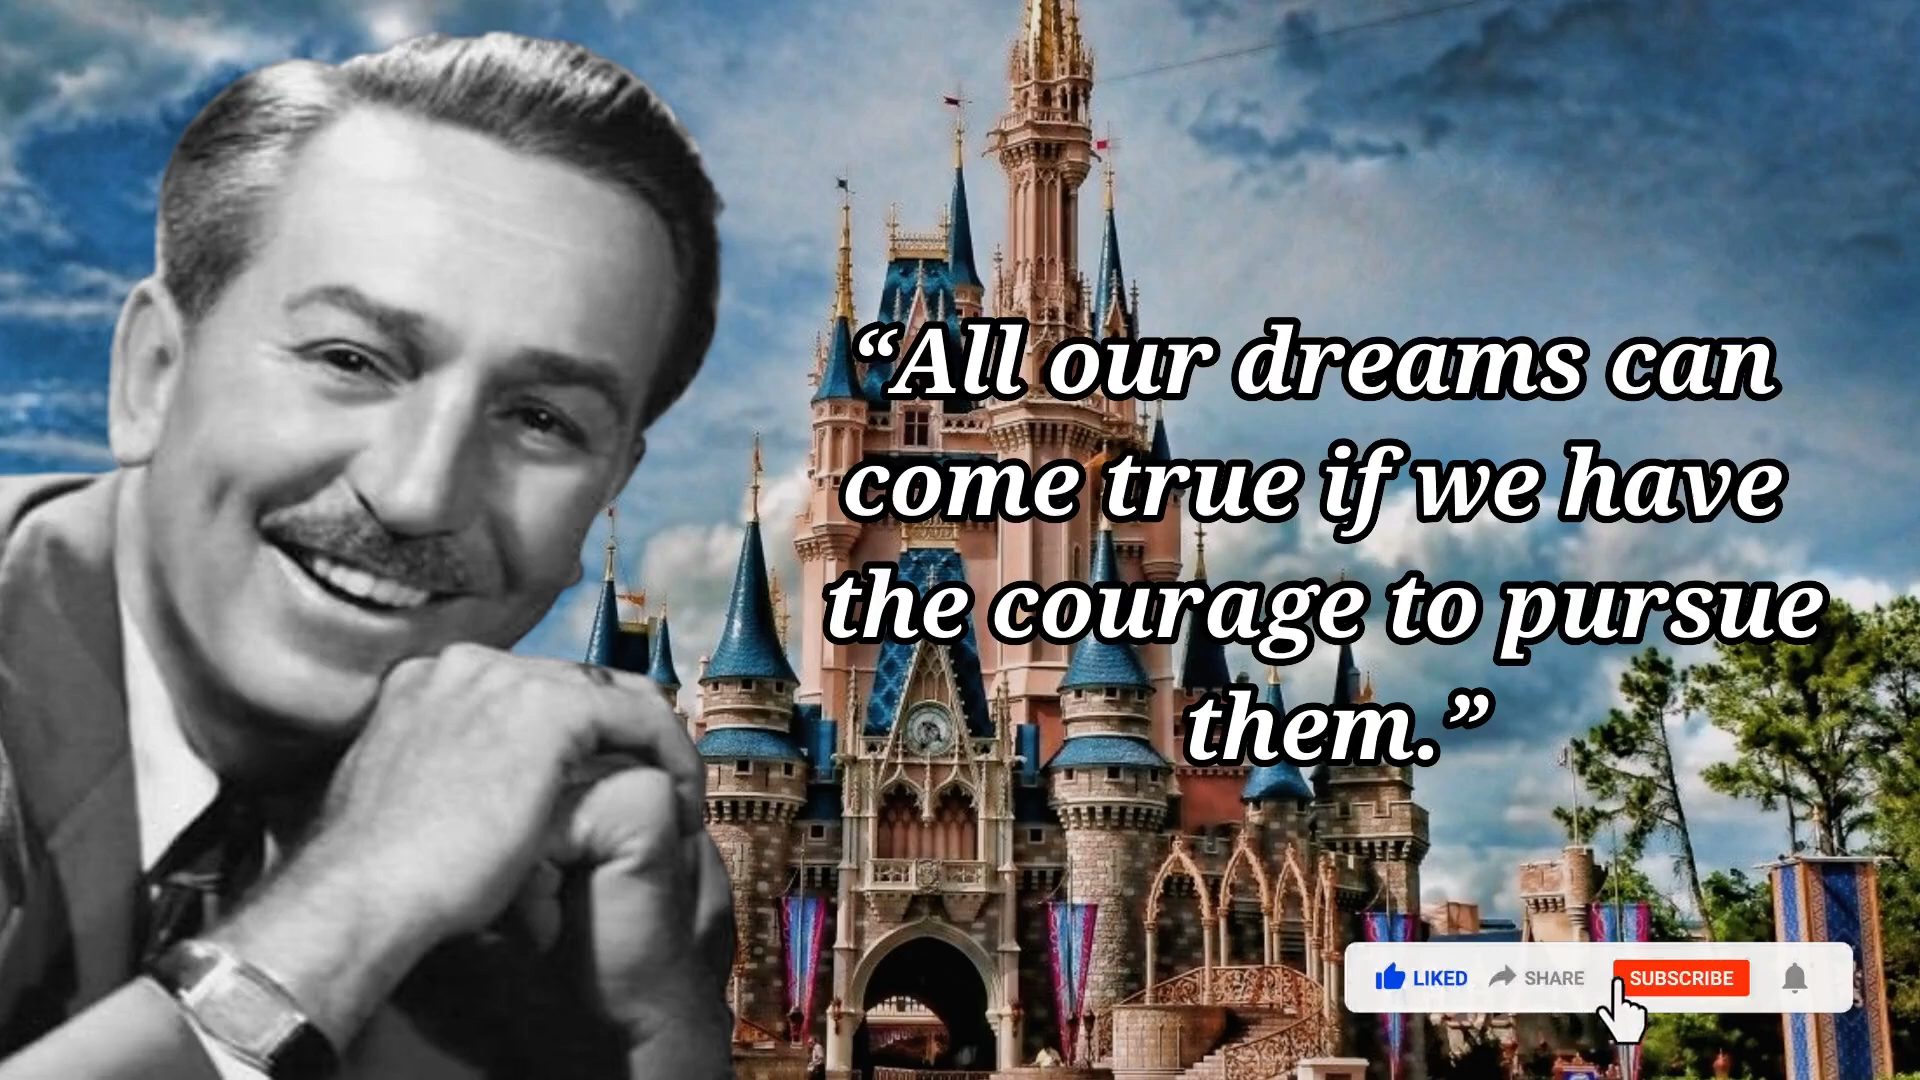 “All our dreams can
come true if we have
the courage to pursue
them.”
LIKED SHARE SUBSCRIBE